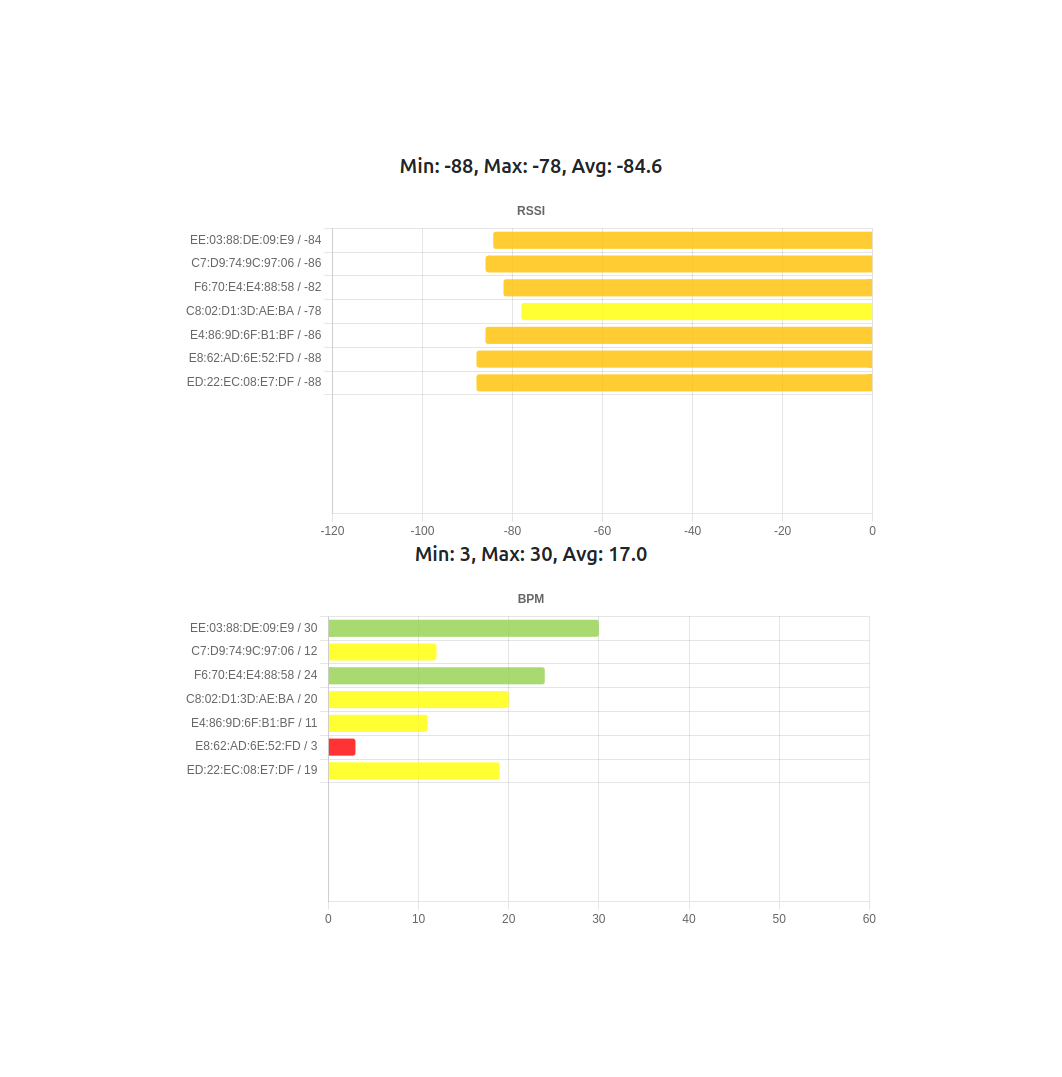 Min: -88, Max: -78, Avg: -84.6
RSSI
EE:03:88:DE:09:E9 / -84
C7:D9:74:9C:97:06 / -86
F6:70:E4:E4:88:58 / -82
C8:02:D1:3D:AE:BA / -78
E4:86:9D:6F:B1:BF / -86
E8:62:AD:6E:52:FD / -88
ED:22:EC:08:E7:DF / -88
-120 -100 -80 -60 -40 -20 0
Min: 3, Max: 30, Avg: 17.0
BPM
EE:03:88:DE:09:E9 / 30
C7:D9:74:9C:97:06 / 12
F6:70:E4:E4:88:58 / 24
C8:02:D1:3D:AE:BA / 20
E4:86:9D:6F:B1:BF / 11
E8:62:AD:6E:52:FD / 3
ED:22:EC:08:E7:DF / 19
0 10 20 30 40 50 60